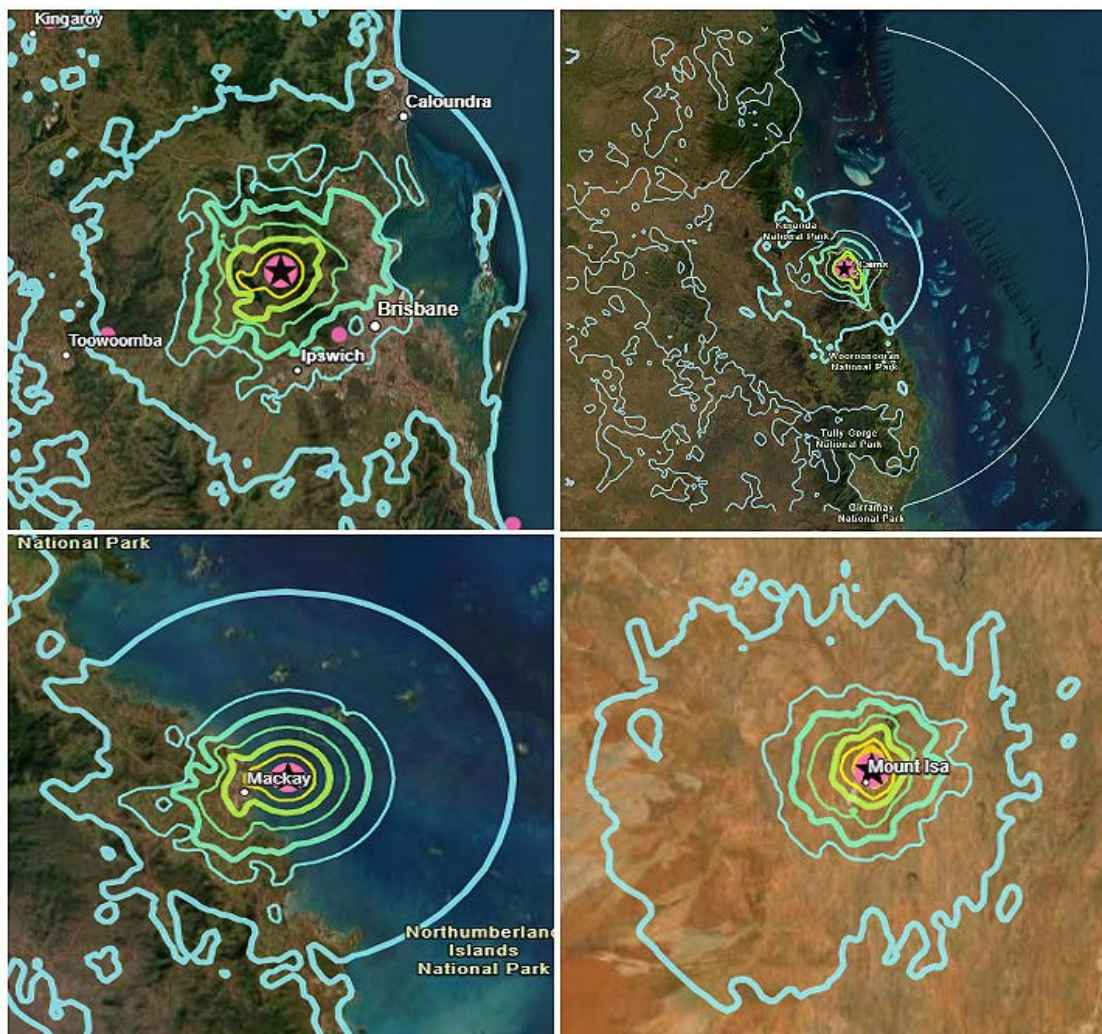 Kingaroy
Caloundra
Brisbane
Toowoomba
Ipswich
Kuranda
National Park
Cairns
Wooroonooran
National Park
Tully Gorge
National Park
Girramay
National Park
National Park
Mackay
Northumberland
Islands
National Park
Mount Isa